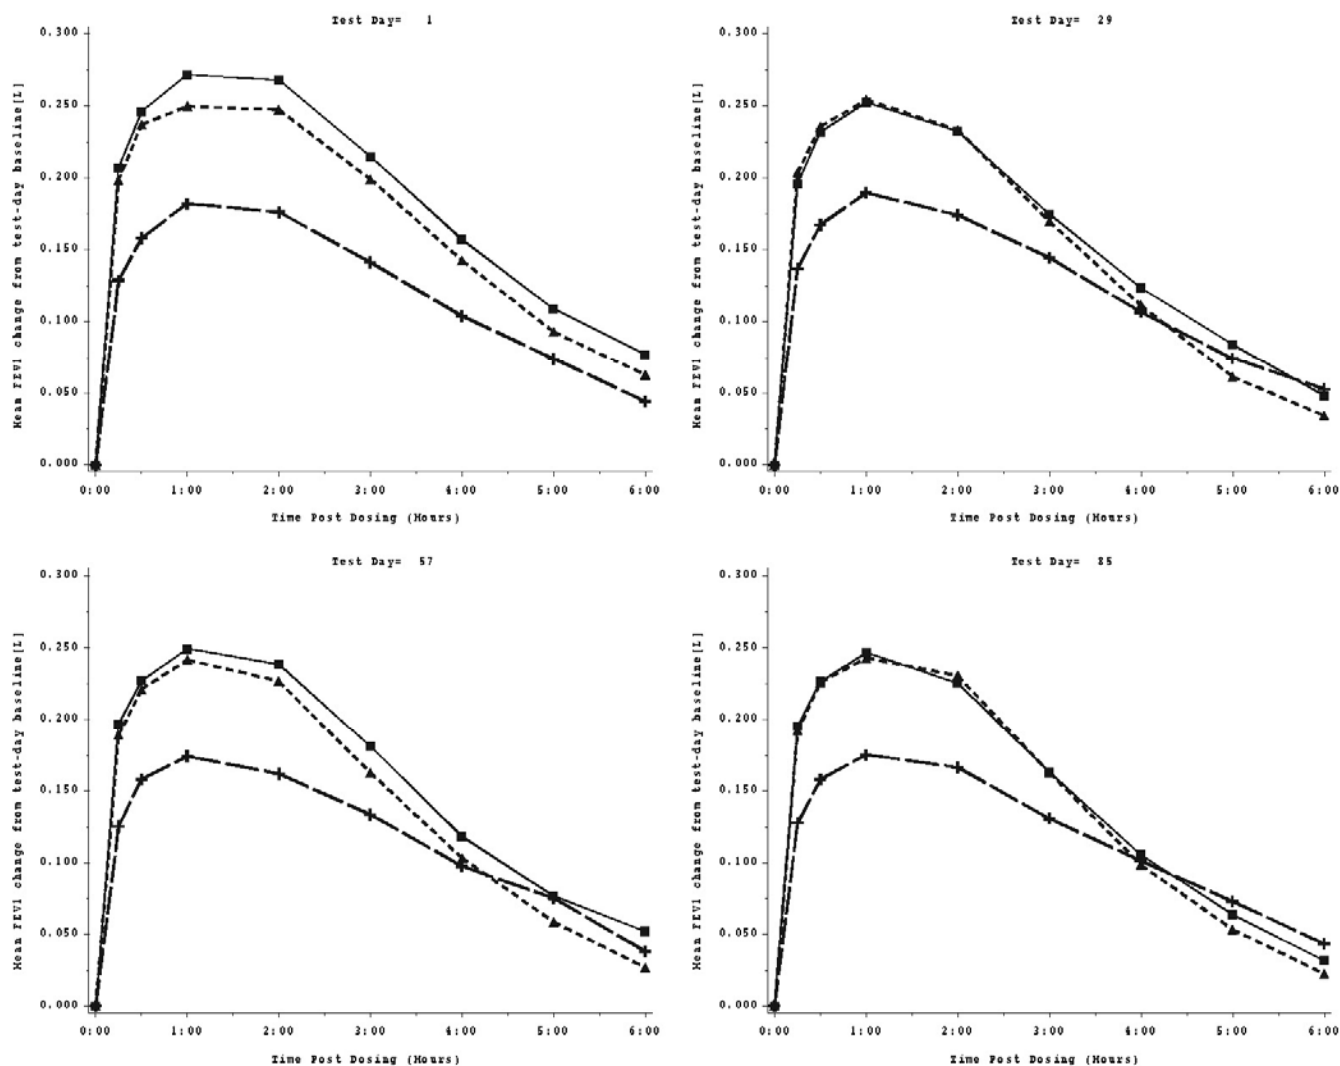 Test Day= 1
0.300
0.250
0.200
0.150
0.100
0.050
0.000
Mean FEV1 change from test-day baseline[L]
0:00 1:00 2:00 3:00 4:00 5:00 6:00
Time Post Dosing (Hours)
Test Day= 29
0.300
0.250
0.200
0.150
0.100
0.050
0.000
Mean FEV1 change from test-day baseline[L]
0:00 1:00 2:00 3:00 4:00 5:00 6:00
Time Post Dosing (Hours)
Test Day= 57
0.300
0.250
0.200
0.150
0.100
0.050
0.000
Mean FEV1 change from test-day baseline[L]
0:00 1:00 2:00 3:00 4:00 5:00 6:00
Time Post Dosing (Hours)
Test Day= 85
0.300
0.250
0.200
0.150
0.100
0.050
0.000
Mean FEV1 change from test-day baseline[L]
0:00 1:00 2:00 3:00 4:00 5:00 6:00
Time Post Dosing (Hours)